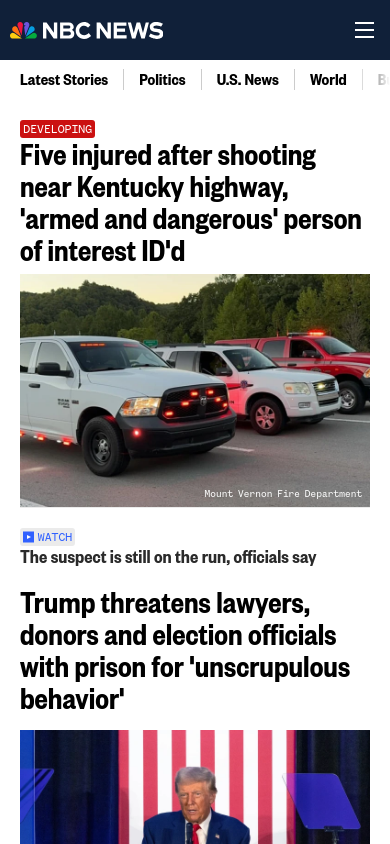 NBC NEWS
Latest Stories Politics U.S. News World
DEVELOPING
Five injured after shooting
near Kentucky highway,
'armed and dangerous' person
of interest ID'd
Mount Vernon Fire Department
WATCH
The suspect is still on the run, officials say
Trump threatens lawyers,
donors and election officials
with prison for 'unscrupulous
behavior'